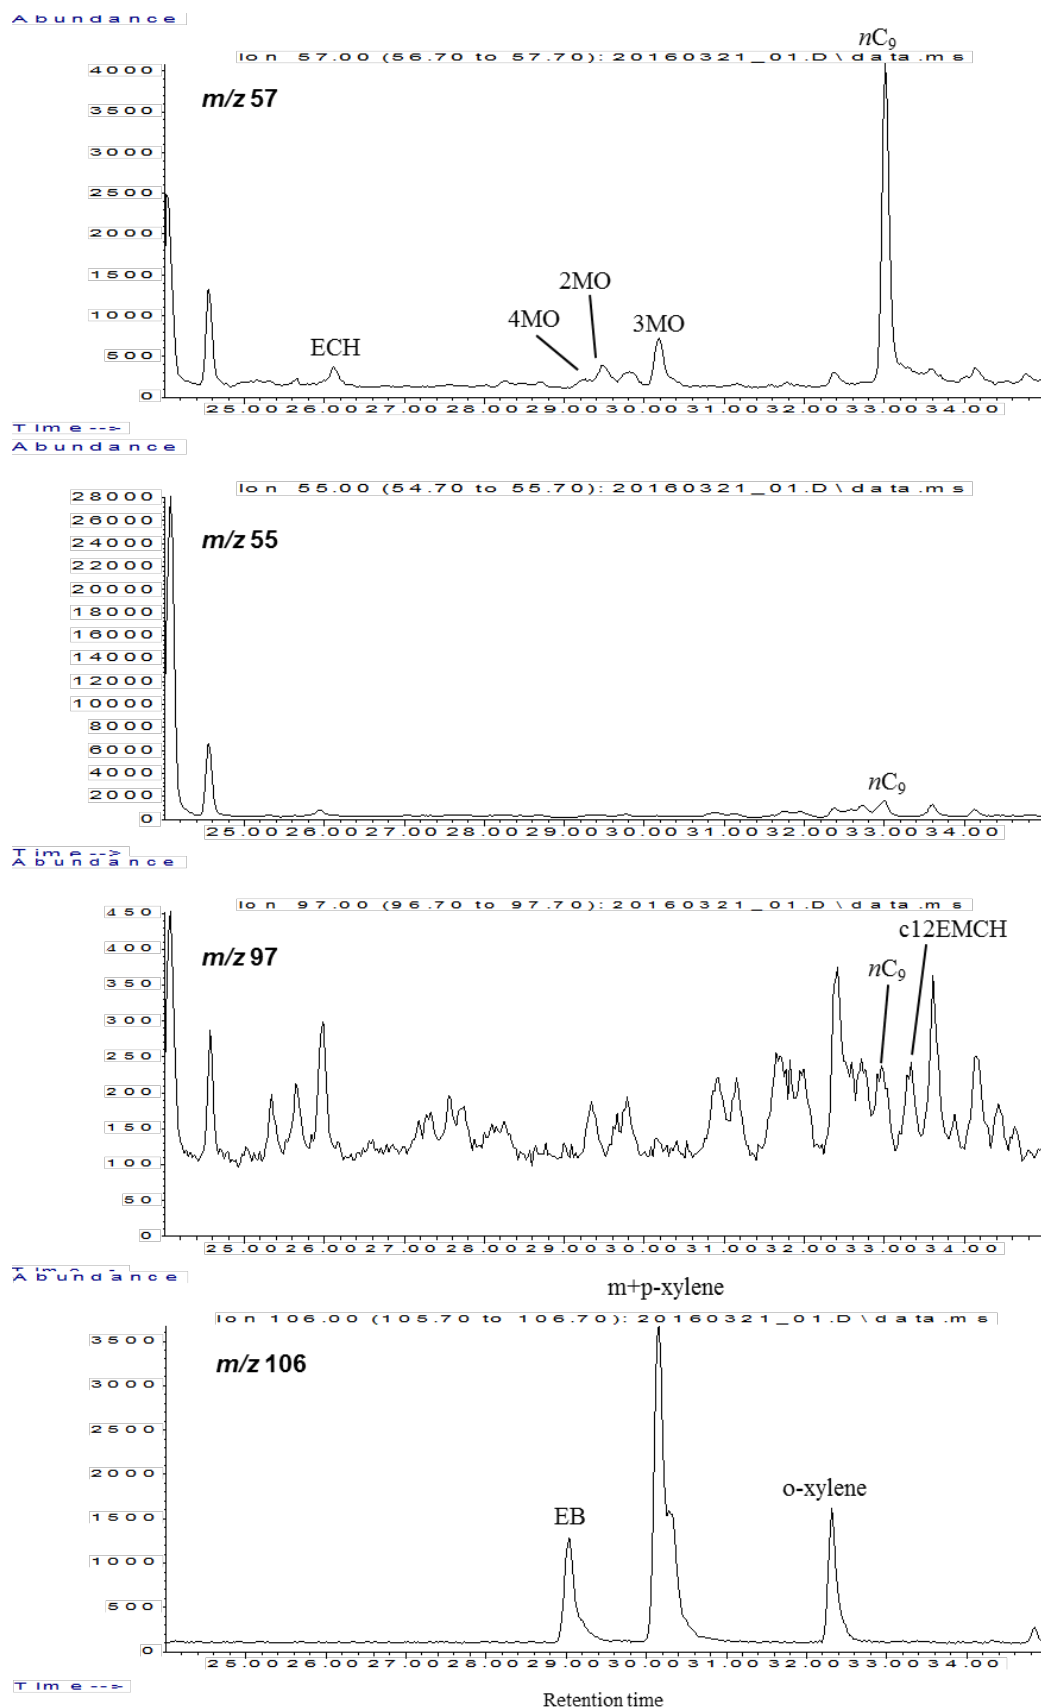 Abundance
nC₉
Ion 57.00 (56.70 to 57.70): 20160321_01.D\data.ms
4000
m/z 57
3500
3000
2500
2000
1500
2MO
1000
4MO
3MO
500
ECH
0
25.00 26.00 27.00 28.00 29.00 30.00 31.00 32.00 33.00 34.00
Time-->
Abundance
Ion 55.00 (54.70 to 55.70): 20160321_01.D\data.ms
28000
26000
m/z 55
24000
22000
20000
18000
16000
14000
12000
10000
8000
6000
4000
nC₉
2000
0
25.00 26.00 27.00 28.00 29.00 30.00 31.00 32.00 33.00 34.00
Time-->
Abundance
Ion 97.00 (96.70 to 97.70): 20160321_01.D\data.ms
450
c12EMCH
400
m/z 97
nC₉
350
300
250
200
150
100
50
0
25.00 26.00 27.00 28.00 29.00 30.00 31.00 32.00 33.00 34.00
Abundance
m+p-xylene
Ion 106.00 (105.70 to 106.70): 20160321_01.D\data.ms
3500
m/z 106
3000
2500
2000
o-xylene
1500
EB
1000
500
0
25.00 26.00 27.00 28.00 29.00 30.00 31.00 32.00 33.00 34.00
Time-->
Retention time